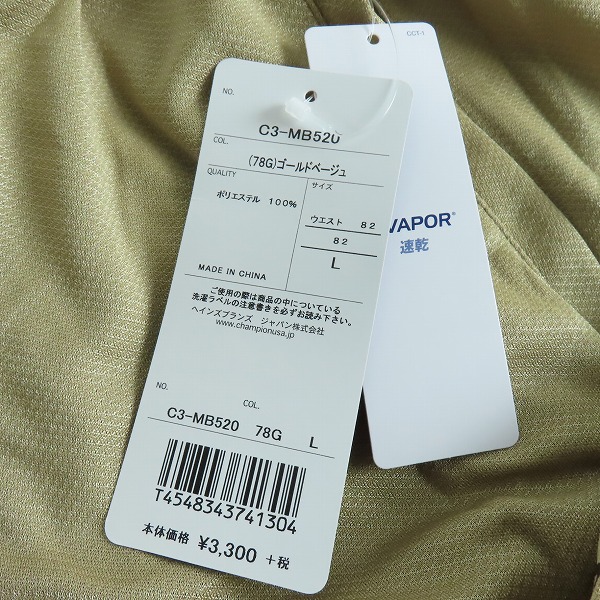 NO.
C3-MB520
COL.
(78G)ゴールドベージュ
QUALITY
サイズ
ポリエステル 100%
ウエスト 82
82
L
MADE IN CHINA
ご使用の際は商品の中についている
洗濯ラベルの注意書きを必ずお読み下さい。
ヘインズブランズ ジャパン株式会社
www.championusa.jp
NO.
COL.
C3-MB520 78G L
T4548343741304
本体価格 ¥3,300 +税
CCT-1
VAPOR®
速乾